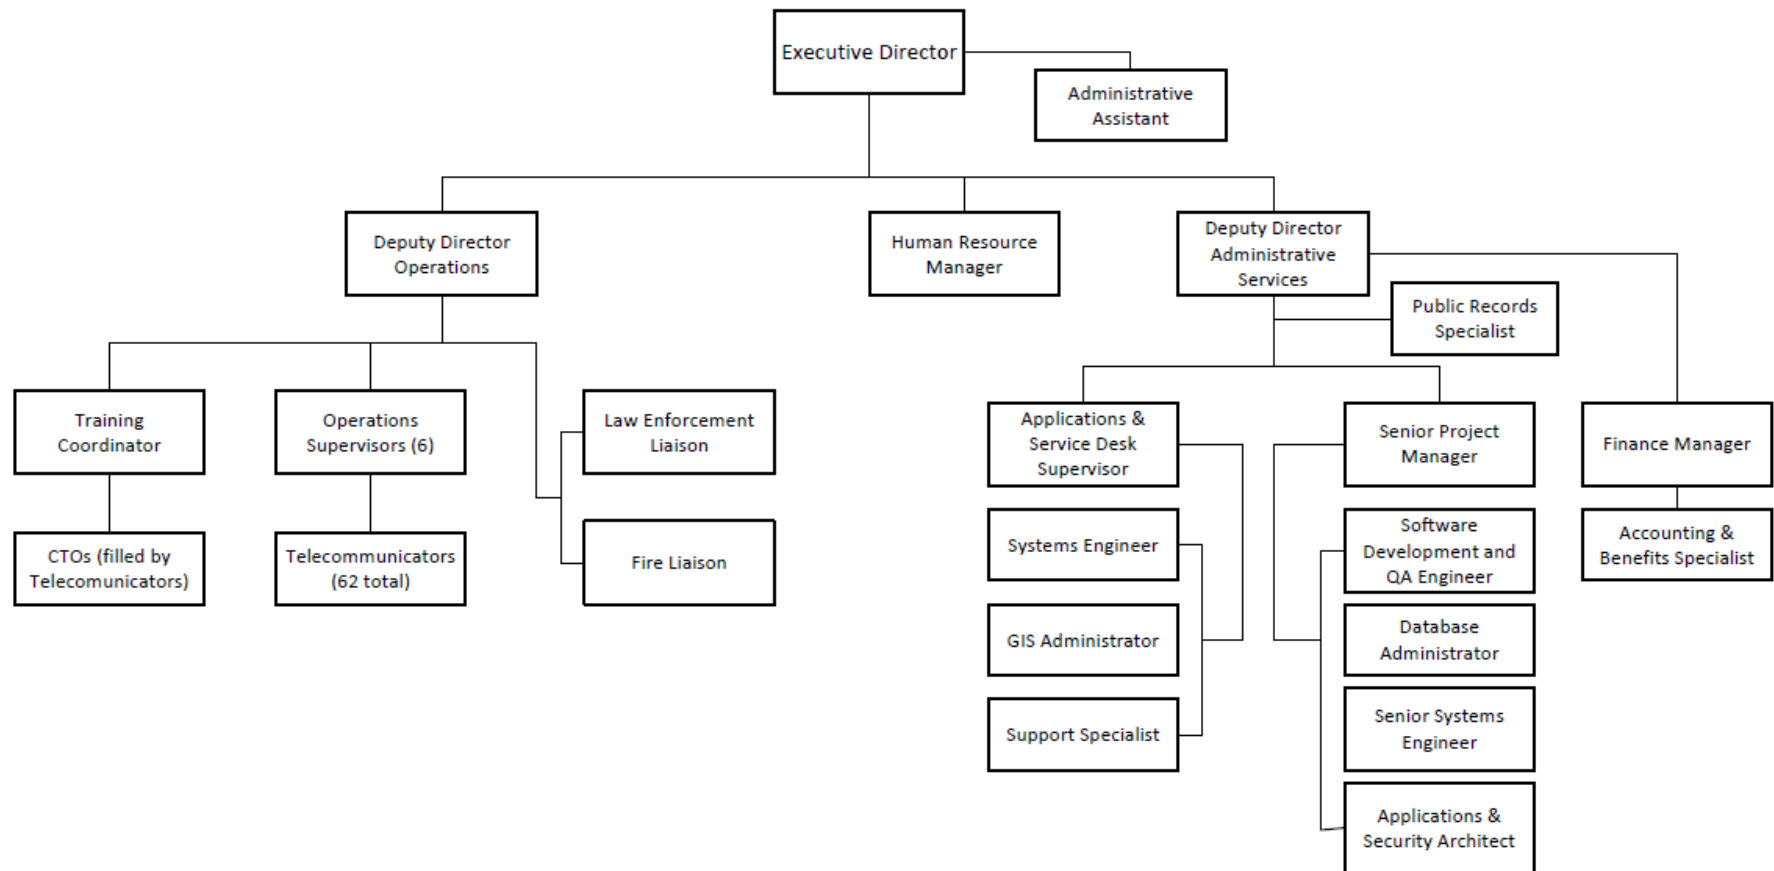 Executive Director
Administrative
Assistant
Deputy Director
Operations
Human Resource
Manager
Deputy Director
Administrative
Services
Public Records
Specialist
Training
Coordinator
Operations
Supervisors (6)
Law Enforcement
Liaison
Applications &
Service Desk
Supervisor
Senior Project
Manager
Finance Manager
CTOs (filled by
Telecomunicators)
Telecommunicators
(62 total)
Fire Liaison
Systems Engineer
Software
Development and
QA Engineer
Accounting &
Benefits Specialist
GIS Administrator
Database
Administrator
Support Specialist
Senior Systems
Engineer
Applications &
Security Architect